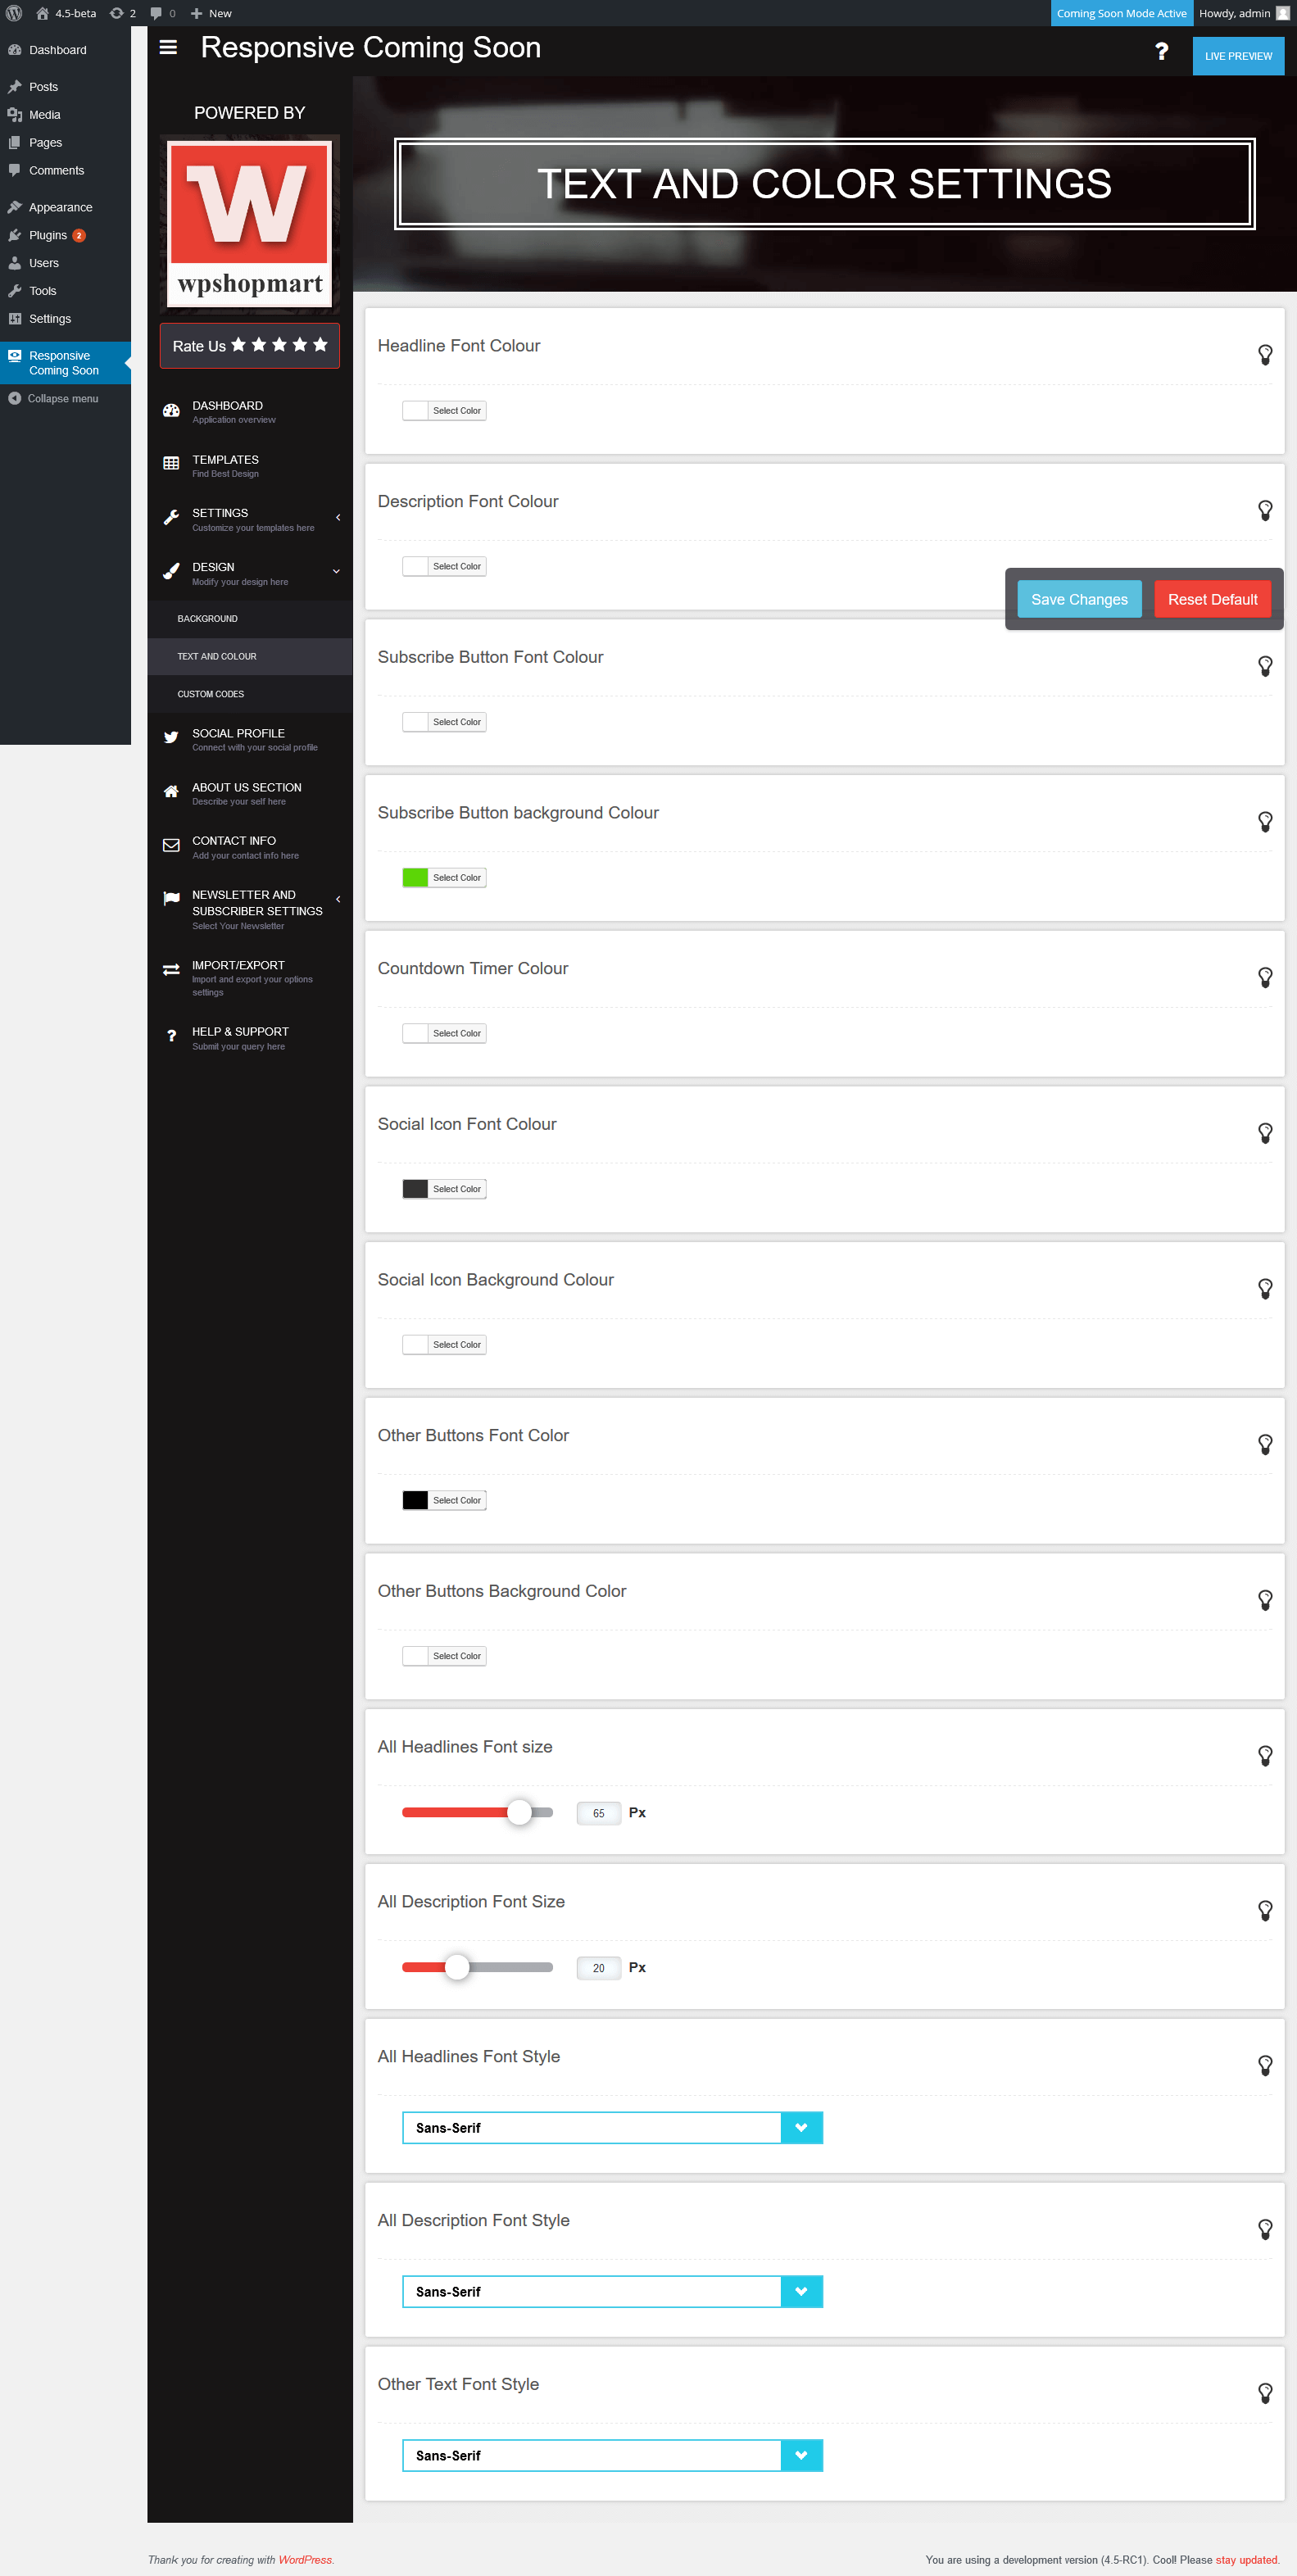 4.5-beta 2 0 New
Coming Soon Mode Active Howdy, admin
Dashboard
Posts
Media
Pages
Comments
Appearance
Plugins 2
Users
Tools
Settings
Responsive
Coming Soon
Collapse menu
Responsive Coming Soon
? LIVE PREVIEW
POWERED BY
W
wpshopmart
Rate Us
DASHBOARD
Application overview
TEMPLATES
Find Best Design
SETTINGS
Customize your templates here
DESIGN
Modify your design here
BACKGROUND
TEXT AND COLOUR
CUSTOM CODES
SOCIAL PROFILE
Connect with your social profile
ABOUT US SECTION
Describe your self here
CONTACT INFO
Add your contact info here
NEWSLETTER AND
SUBSCRIBER SETTINGS
Select Your Newsletter
IMPORT/EXPORT
Import and export your options
settings
? HELP & SUPPORT
Submit your query here
TEXT AND COLOR SETTINGS
Headline Font Colour
Select Color
Description Font Colour
Select Color
Save Changes Reset Default
Subscribe Button Font Colour
Select Color
Subscribe Button background Colour
Select Color
Countdown Timer Colour
Select Color
Social Icon Font Colour
Select Color
Social Icon Background Colour
Select Color
Other Buttons Font Color
Select Color
Other Buttons Background Color
Select Color
All Headlines Font size
65 Px
All Description Font Size
20 Px
All Headlines Font Style
Sans-Serif
All Description Font Style
Sans-Serif
Other Text Font Style
Sans-Serif
Thank you for creating with WordPress.
You are using a development version (4.5-RC1). Cool! Please stay updated.